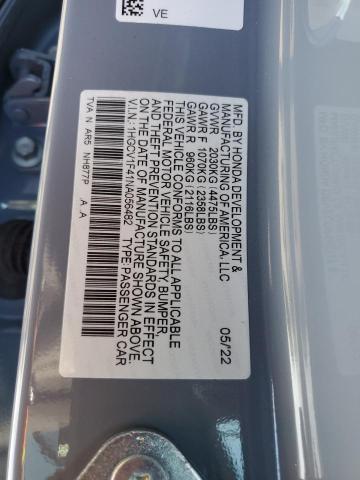 VE
MFD. BY HONDA DEVELOPMENT &
MANUFACTURING OF AMERICA, LLC
GVWR 2030KG (4475LBS) 05/22
GAWR F 1070KG (2358LBS)
GAWR R 960KG (2116LBS)
THIS VEHICLE CONFORMS TO ALL APPLICABLE
FEDERAL MOTOR VEHICLE SAFETY, BUMPER,
AND THEFT PREVENTION STANDARDS IN EFFECT
ON THE DATE OF MANUFACTURE SHOWN ABOVE.
V.I.N.:1HGCV1F41NA056482 TYPE:PASSENGER CAR
TVA N AR5 NH877P A A